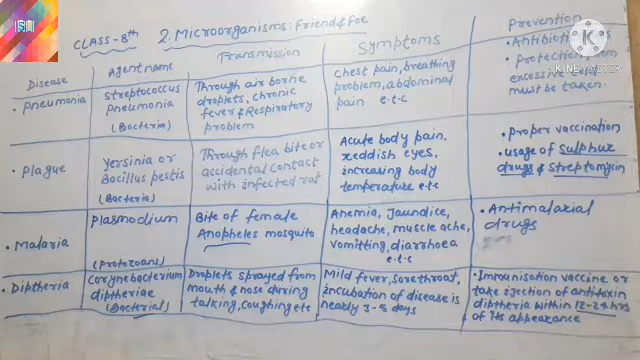 CLASS-8th
2. Microorganisms: Friend & Foe
Disease
Agent name
Transmission
Symptoms
Prevention
• Pneumonia
Streptoccus
Pneumonia
(Bacteria)
Through air borne
droplets, chronic
fever & Respiratory
problem
Chest pain, breathing
problem, abdominal
pain e.t.c
• Antibiotic
• Protection from
excess
must be taken.
KINEMASTER
• Plague
Yersinia or
Bacillus pestis
(Bacteria)
Through flea bite or
accidental contact
with infected rat
Acute body pain,
reddish eyes,
increasing body
temperature e.t.c
• Proper vaccination
• usage of sulphur
drugs & Streptomycin
• Malaria
Plasmodium
(Protozoans)
Bite of female
Anopheles mosquito
Anemia, Jaundice,
headache, muscle ache,
vomitting, diarrhoea
e.t.c
• Antimalarial
drugs
• Diptheria
Corynebacterium
diptheriae
(Bacterial)
Droplets sprayed from
mouth & nose during
talking, coughing etc
Mild fever, sore throat,
incubation of disease is
nearly 3-5 days
• Immunisation vaccine or
take injection of antitoxin
diptheria within 12-24 hrs
of its appearance